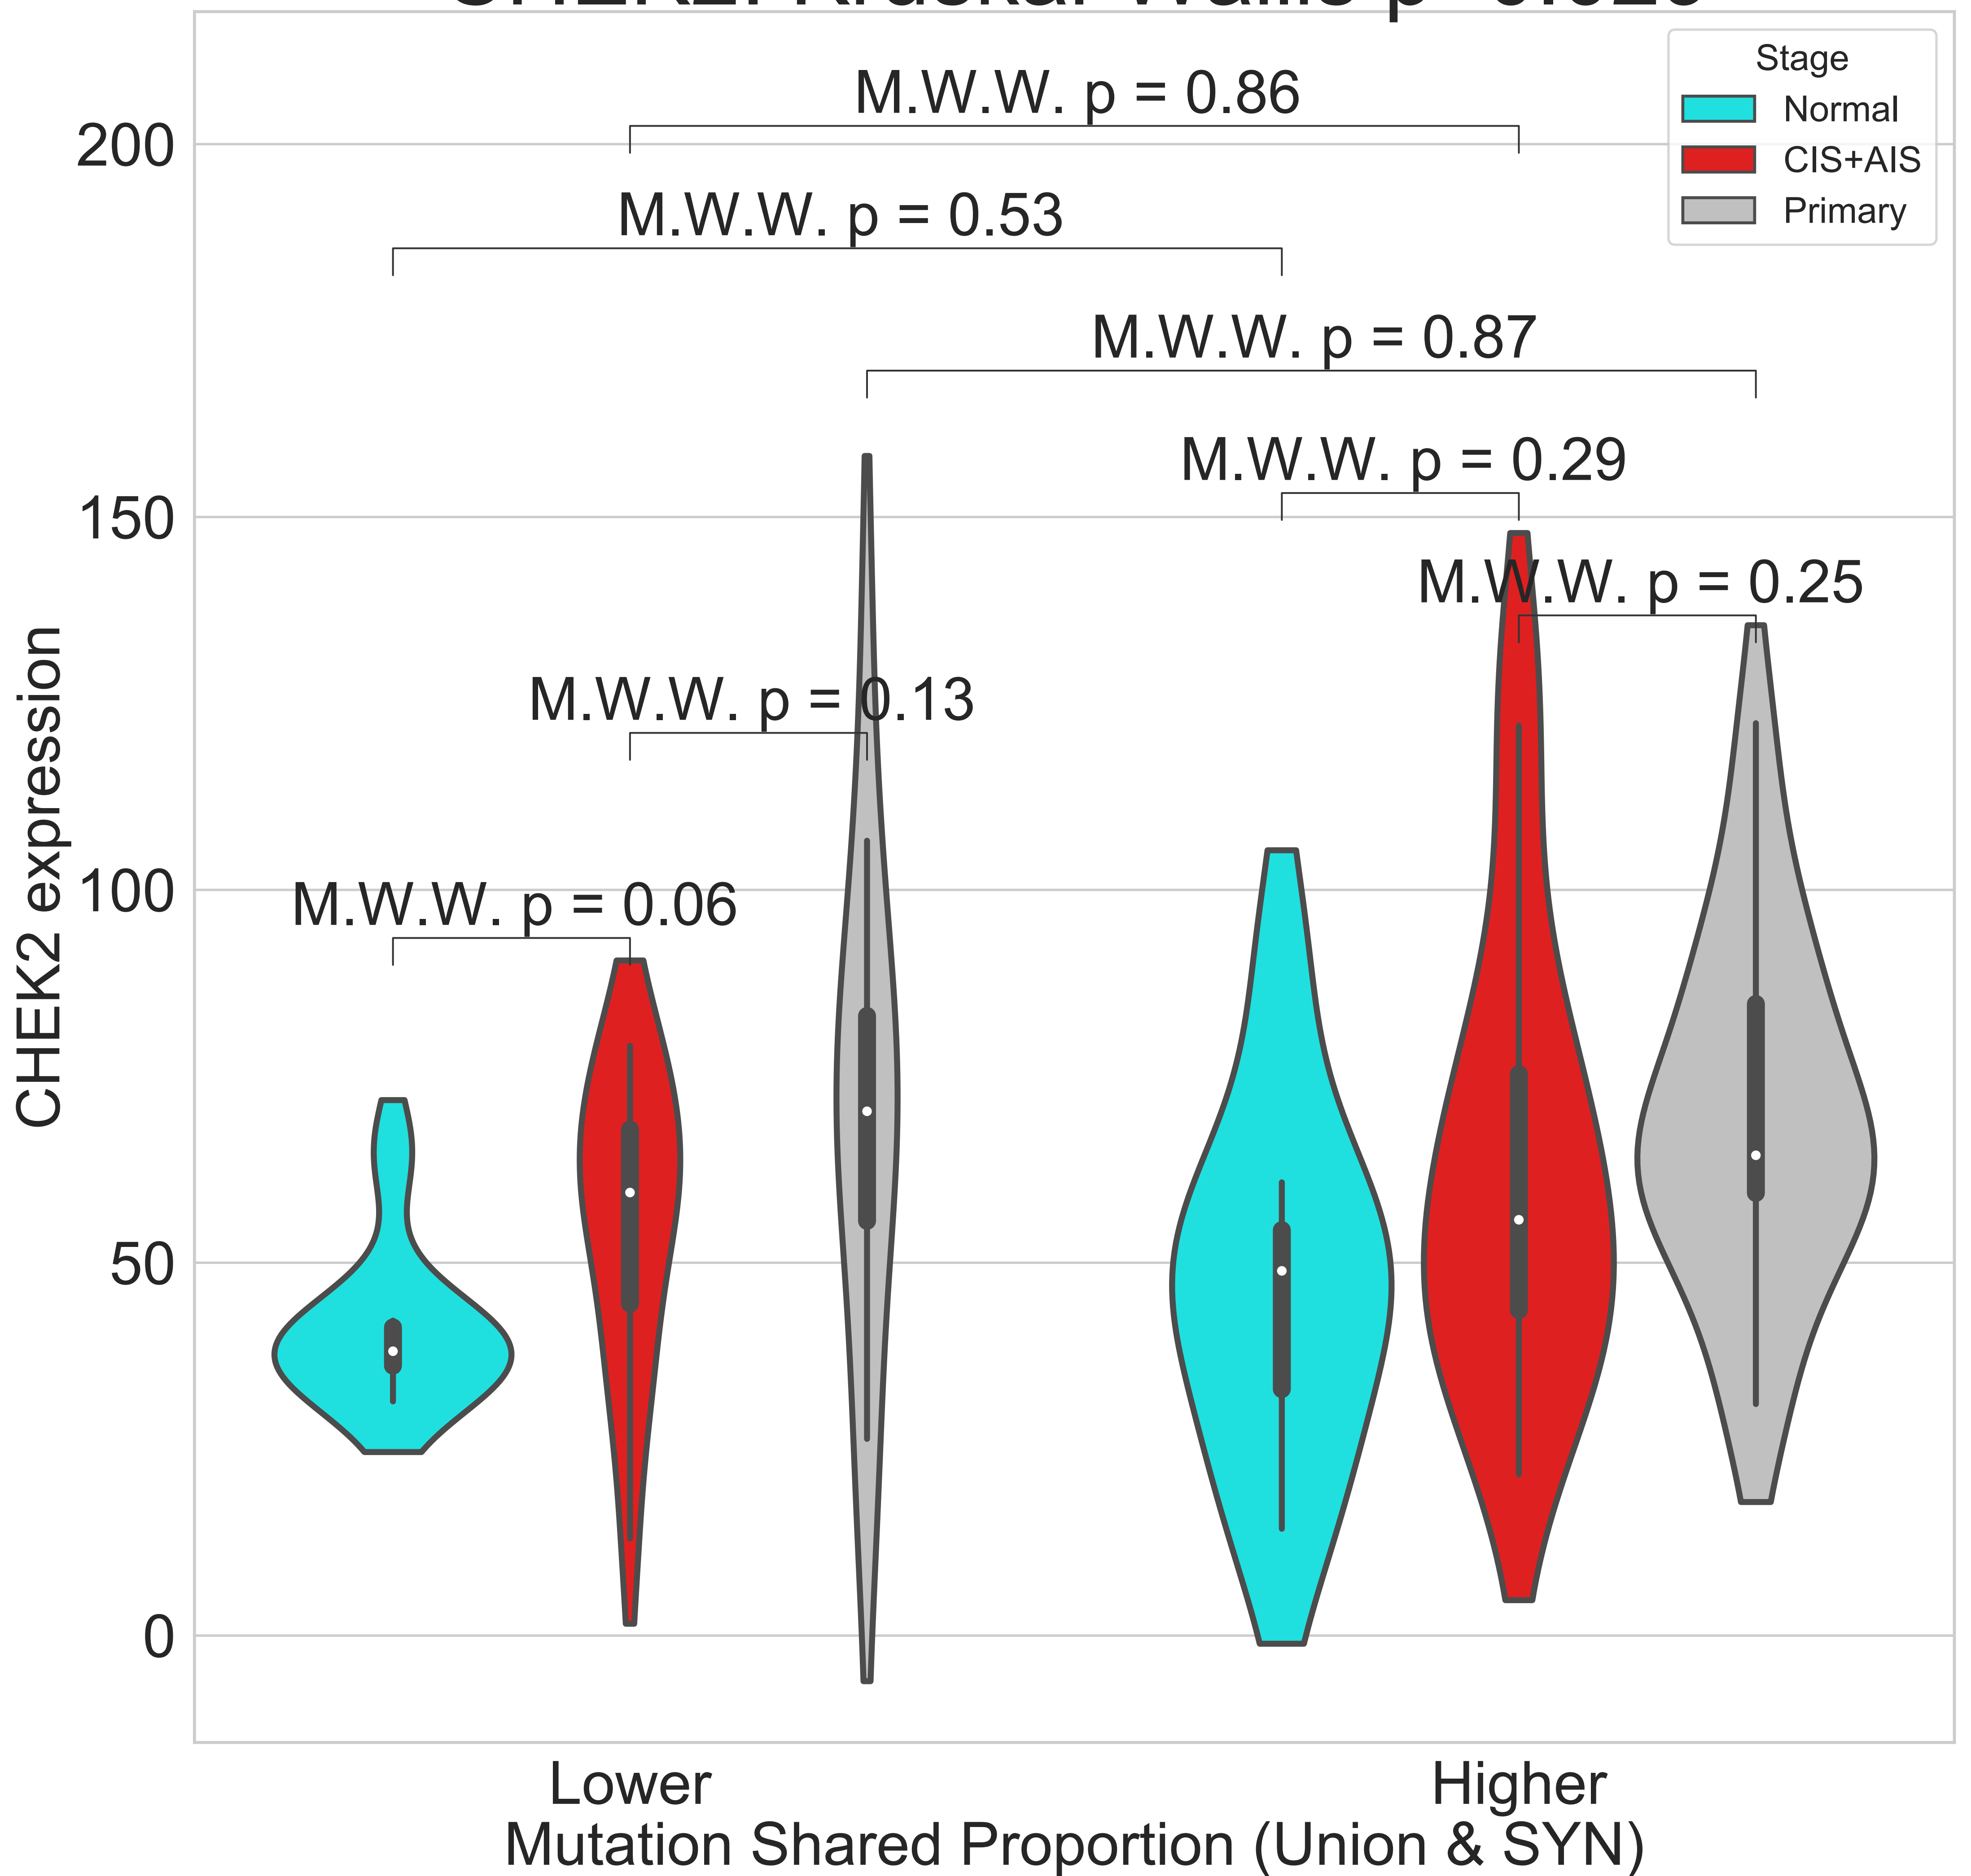 M.W.W. p = 0.86
Stage
Normal
CIS+AIS
Primary
200
M.W.W. p = 0.53
M.W.W. p = 0.87
M.W.W. p = 0.29
150
M.W.W. p = 0.25
M.W.W. p = 0.13
M.W.W. p = 0.06
100
CHEK2 expression
50
0
Lower
Higher
Mutation Shared Proportion (Union & SYN)